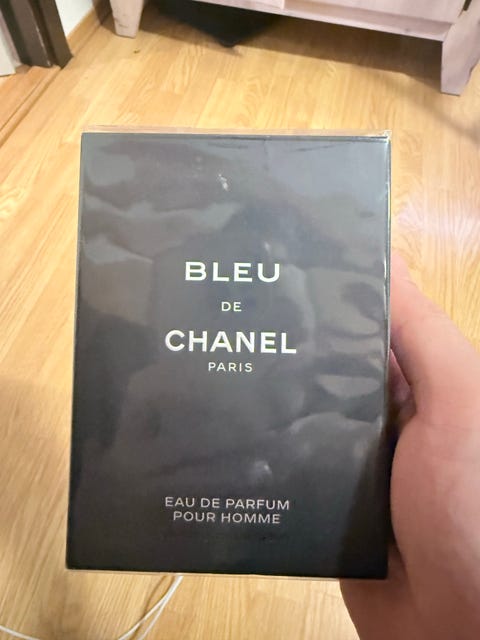 BLEU
DE
CHANEL
PARIS
EAU DE PARFUM
POUR HOMME